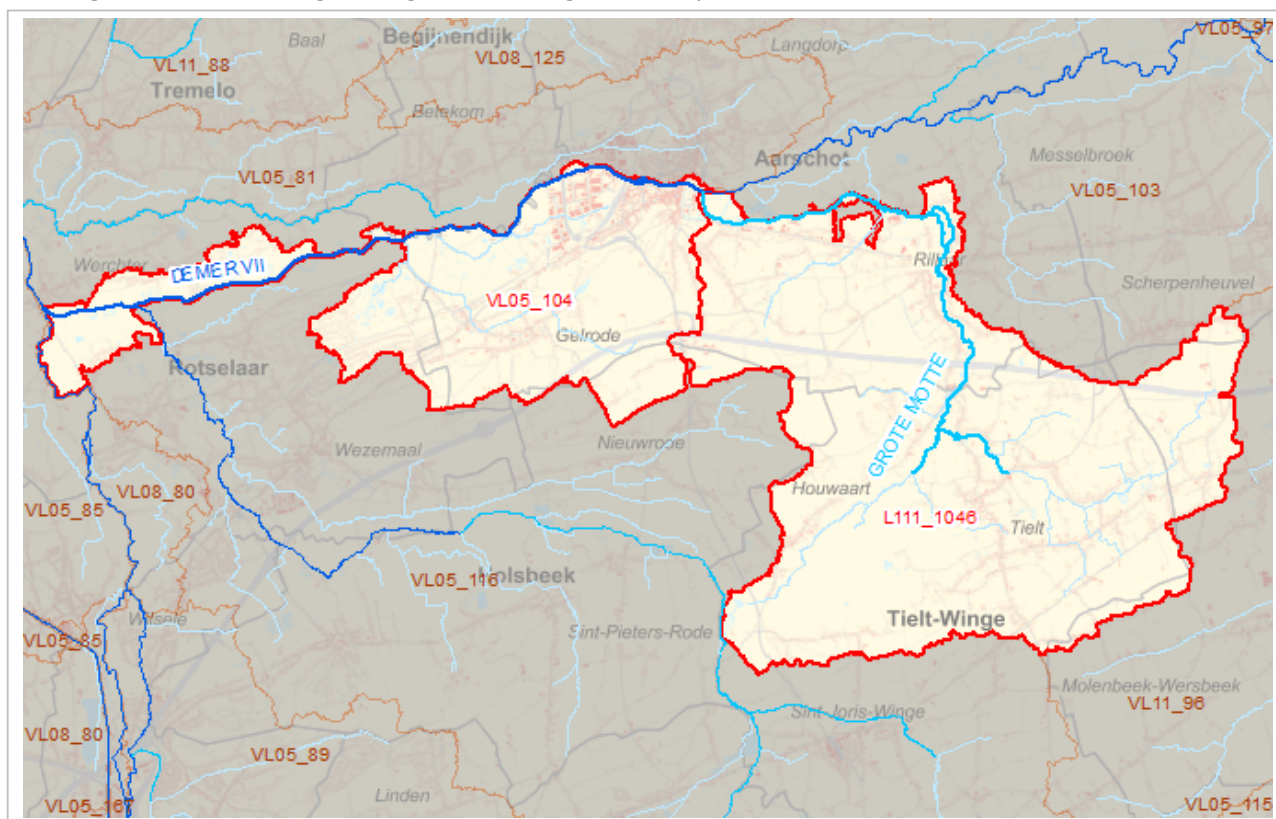 Baal
Begijnendijk
Langdorp
VL05_97
VL11_88
VL08_125
Tremelo
Betekom
Aarschot
Messelbroek
VL05_81
VL05_103
Werchter
DEMER VII
Rillaar
Scherpenheuvel
VL05_104
Gelrode
Rotselaar
GROTE MOTTE
Wezemaal
Nieuwrode
VL08_80
Houwaart
VL05_85
L111_1046
Tielt
VL05_116
Holsbeek
Wilsele
Sint-Pieters-Rode
Tielt-Winge
VL05_85
Molenbeek-Wersbeek
VL11_96
Sint-Joris-Winge
VL08_80
VL05_89
Linden
VL05_167
VL05_115